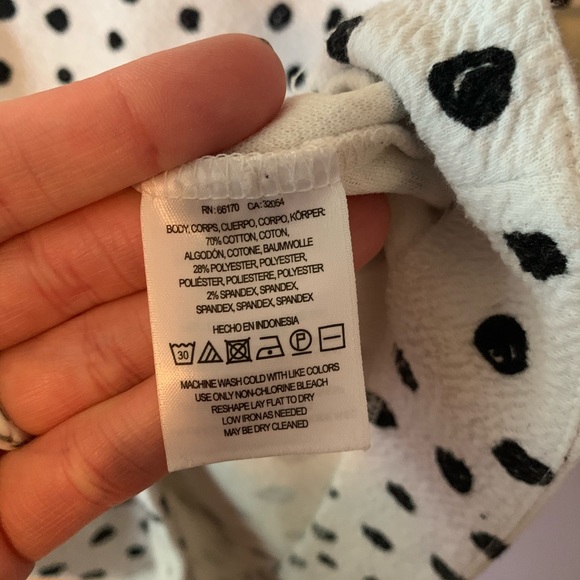 RN: 66170 CA: 32054
BODY, CORPS, CUERPO, CORPO, KÖRPER:
70% COTTON, COTON,
ALGODÓN, COTONE, BAUMWOLLE
28% POLYESTER, POLYESTER,
POLIÉSTER, POLIESTERE, POLYESTER
2% SPANDEX, SPANDEX,
SPANDEX, SPANDEX, SPANDEX
HECHO EN INDONESIA
30 P
MACHINE WASH COLD WITH LIKE COLORS
USE ONLY NON-CHLORINE BLEACH
RESHAPE LAY FLAT TO DRY
LOW IRON AS NEEDED
MAY BE DRY CLEANED